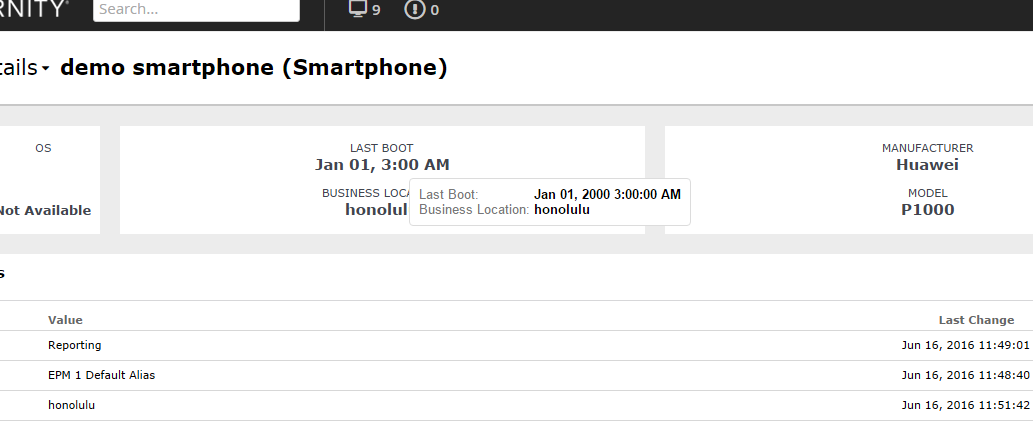 RNITY
Search...
9
0
tails
demo smartphone (Smartphone)
OS
Not Available
LAST BOOT
Jan 01, 3:00 AM
BUSINESS LOCA
honolul
Last Boot: Jan 01, 2000 3:00:00 AM
Business Location: honolulu
MANUFACTURER
Huawei
MODEL
P1000
s
Value Last Change
Reporting Jun 16, 2016 11:49:01
EPM 1 Default Alias Jun 16, 2016 11:48:40
honolulu Jun 16, 2016 11:51:42